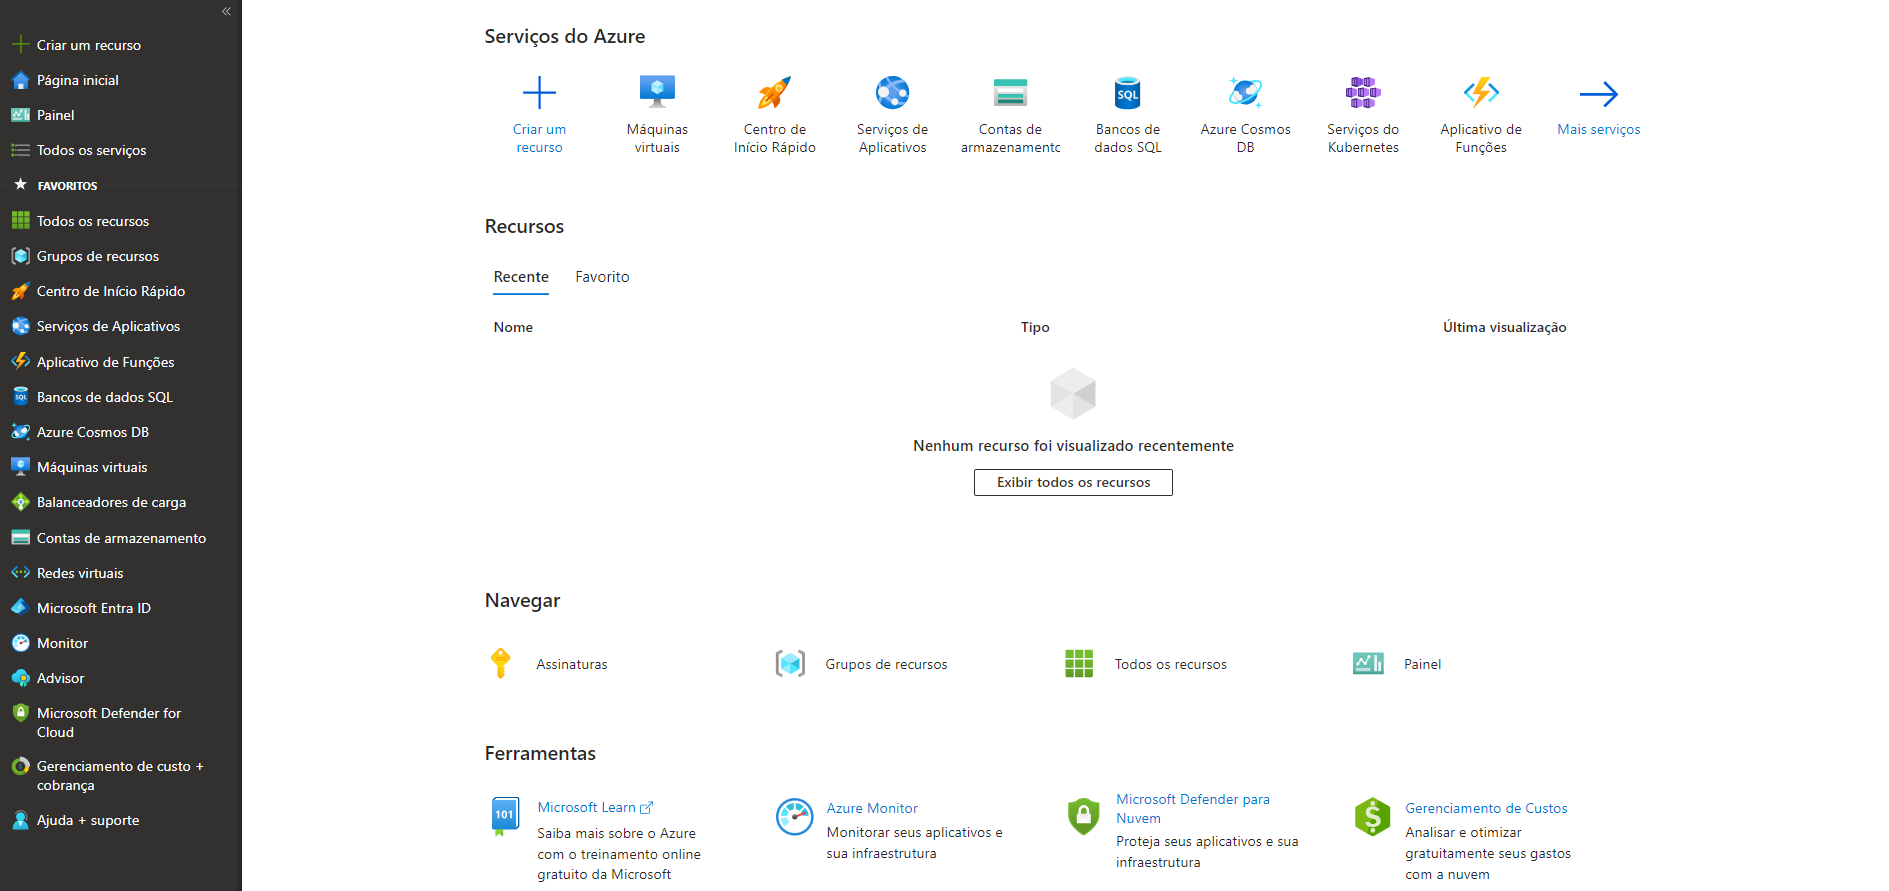 Criar um recurso
Página inicial
Painel
Todos os serviços
FAVORITOS
Todos os recursos
Grupos de recursos
Centro de Início Rápido
Serviços de Aplicativos
Aplicativo de Funções
SQL
Bancos de dados SQL
Azure Cosmos DB
Máquinas virtuais
Balanceadores de carga
Contas de armazenamento
Redes virtuais
Microsoft Entra ID
Monitor
Advisor
Microsoft Defender for
Cloud
Gerenciamento de custo +
cobrança
Ajuda + suporte
Serviços do Azure
Criar um
recurso
Máquinas
virtuais
Centro de
Início Rápido
Serviços de
Aplicativos
Contas de
armazenamento
SQL
Bancos de
dados SQL
Azure Cosmos
DB
Serviços do
Kubernetes
Aplicativo de
Funções
Mais serviços
Recursos
Recente
Favorito
Nome
Tipo
Última visualização
Nenhum recurso foi visualizado recentemente
Exibir todos os recursos
Navegar
Assinaturas
Grupos de recursos
Todos os recursos
Painel
Ferramentas
101
Microsoft Learn
Saiba mais sobre o Azure
com o treinamento online
gratuito da Microsoft
Azure Monitor
Monitorar seus aplicativos e
sua infraestrutura
Microsoft Defender para
Nuvem
Proteja seus aplicativos e sua
infraestrutura
$
Gerenciamento de Custos
Analisar e otimizar
gratuitamente seus gastos
com a nuvem